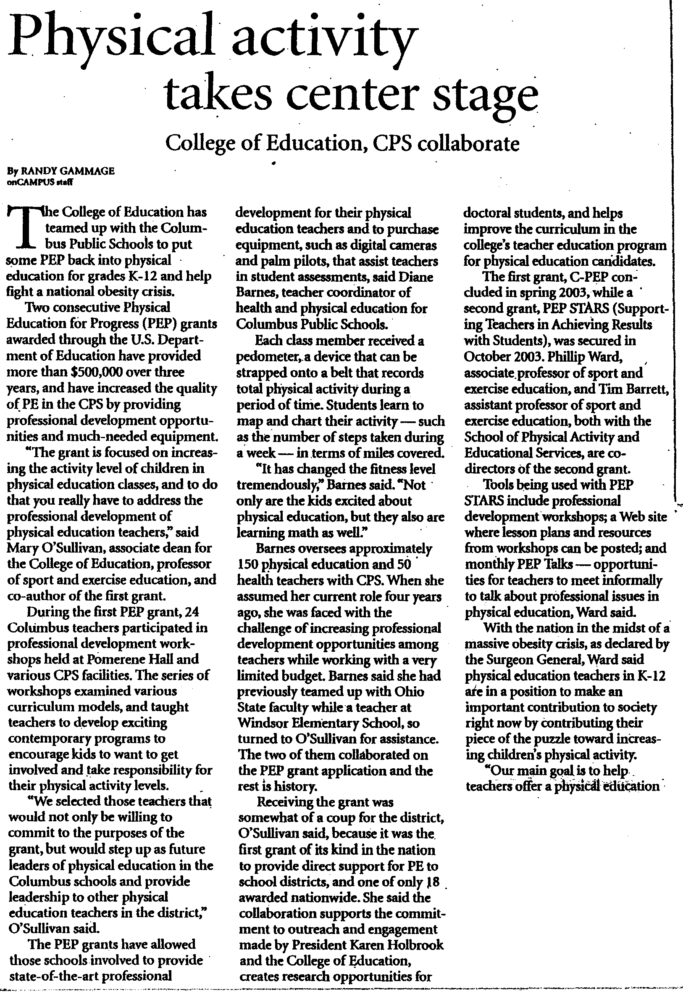 Physical activity
takes center stage
College of Education, CPS collaborate
By RANDY GAMMAGE
onCAMPUS staff
The College of Education has
teamed up with the Colum-
bus Public Schools to put
some PEP back into physical
education for grades K-12 and help
fight a national obesity crisis.
Two consecutive Physical
Education for Progress (PEP) grants
awarded through the U.S. Depart-
ment of Education have provided
more than $500,000 over three
years, and have increased the quality
of PE in the CPS by providing
professional development opportu-
nities and much-needed equipment.
“The grant is focused on increas-
ing the activity level of children in
physical education classes, and to do
that you really have to address the
professional development of
physical education teachers,” said
Mary O’Sullivan, associate dean for
the College of Education, professor
of sport and exercise education, and
co-author of the first grant.
During the first PEP grant, 24
Columbus teachers participated in
professional development work-
shops held at Pomerene Hall and
various CPS facilities. The series of
workshops examined various
curriculum models, and taught
teachers to develop exciting
contemporary programs to
encourage kids to want to get
involved and take responsibility for
their physical activity levels.
“We selected those teachers that
would not only be willing to
commit to the purposes of the
grant, but would step up as future
leaders of physical education in the
Columbus schools and provide
leadership to other physical
education teachers in the district,”
O’Sullivan said.
The PEP grants have allowed
those schools involved to provide
state-of-the-art professional
development for their physical
education teachers and to purchase
equipment, such as digital cameras
and palm pilots, that assist teachers
in student assessments, said Diane
Barnes, teacher coordinator of
health and physical education for
Columbus Public Schools.
Each class member received a
pedometer, a device that can be
strapped onto a belt that records
total physical activity during a
period of time. Students learn to
map and chart their activity — such
as the number of steps taken during
a week — in terms of miles covered.
“It has changed the fitness level
tremendously,” Barnes said. “Not
only are the kids excited about
physical education, but they also are
learning math as well.”
Barnes oversees approximately
150 physical education and 50
health teachers with CPS. When she
assumed her current role four years
ago, she was faced with the
challenge of increasing professional
development opportunities among
teachers while working with a very
limited budget. Barnes said she had
previously teamed up with Ohio
State faculty while a teacher at
Windsor Elementary School, so
turned to O’Sullivan for assistance.
The two of them collaborated on
the PEP grant application and the
rest is history.
Receiving the grant was
somewhat of a coup for the district,
O’Sullivan said, because it was the
first grant of its kind in the nation
to provide direct support for PE to
school districts, and one of only 18
awarded nationwide. She said the
collaboration supports the commit-
ment to outreach and engagement
made by President Karen Holbrook
and the College of Education,
creates research opportunities for
doctoral students, and helps
improve the curriculum in the
college’s teacher education program
for physical education candidates.
The first grant, C-PEP con-
cluded in spring 2003, while a
second grant, PEP STARS (Support-
ing Teachers in Achieving Results
with Students), was secured in
October 2003. Phillip Ward,
associate professor of sport and
exercise education, and Tim Barrett,
assistant professor of sport and
exercise education, both with the
School of Physical Activity and
Educational Services, are co-
directors of the second grant.
Tools being used with PEP
STARS include professional
development workshops; a Web site
where lesson plans and resources
from workshops can be posted; and
monthly PEP Talks — opportuni-
ties for teachers to meet informally
to talk about professional issues in
physical education, Ward said.
With the nation in the midst of a
massive obesity crisis, as declared by
the Surgeon General, Ward said
physical education teachers in K-12
are in a position to make an
important contribution to society
right now by contributing their
piece of the puzzle toward increas-
ing children’s physical activity.
“Our main goal is to help
teachers offer a physical education